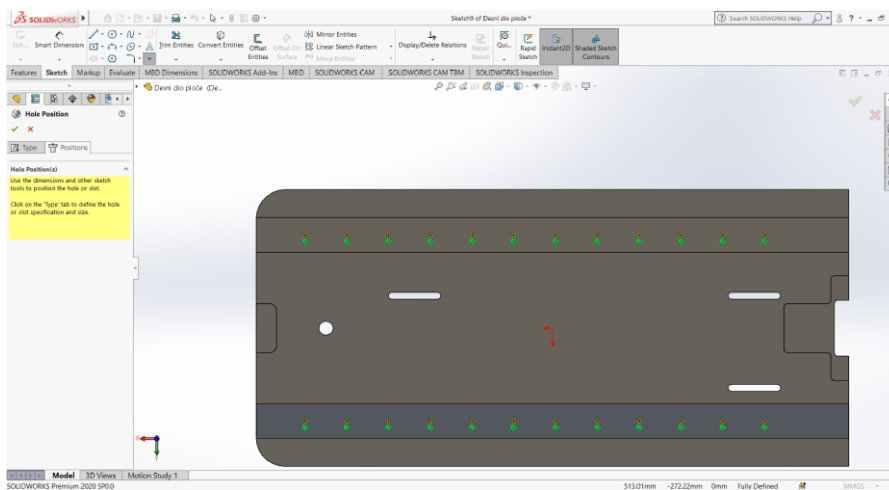 SOLIDWORKS
Sketch9 of Desni dio ploče *
Search SOLIDWORKS Help
Exit ... Smart Dimension Trim Entities Convert Entities Offset Entities Offset On Surface Mirror Entities
Linear Sketch Pattern
Move Entities
Display/Delete Relations Repair Sketch Qui... Rapid Sketch Instant2D Shaded Sketch Contours
Features Sketch Markup Evaluate MBD Dimensions SOLIDWORKS Add-Ins MBD SOLIDWORKS CAM SOLIDWORKS CAM TBM SOLIDWORKS Inspection
Desni dio ploče (De...
Hole Position
Type Positions
Hole Position(s)
Use the dimensions and other sketch
tools to position the hole or slot.
Click on the 'Type' tab to define the hole
or slot specification and size.
X
Y
Model 3D Views Motion Study 1
SOLIDWORKS Premium 2020 SP0.0 513.01mm -272.22mm 0mm Fully Defined MMGS